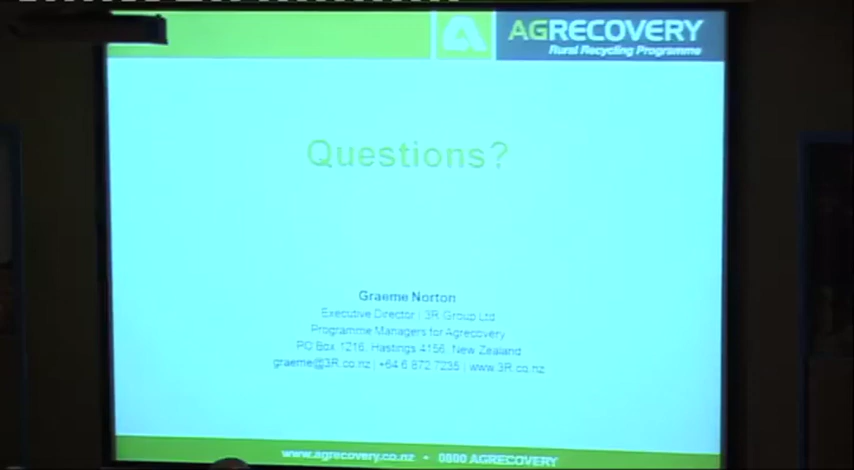 AGRECOVERY
Rural Recycling Programme
Questions?
Graeme Norton
Executive Director | 3R Group Ltd
Programme Managers for Agrecovery
PO Box 1216, Hastings 4156, New Zealand
graeme@3R.co.nz | +64 6 872 7235 | www.3R.co.nz
www.agrecovery.co.nz • 0800 AGRECOVERY